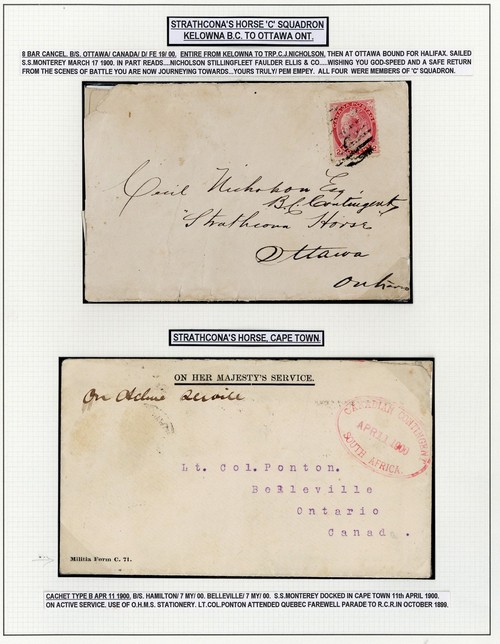 STRATHCONA'S HORSE 'C' SQUADRON
KELOWNA B.C. TO OTTAWA ONT.
8 BAR CANCEL. B/S. OTTAWA/ CANADA/ D/ FE 19/ 00. ENTIRE FROM KELOWNA TO TRP.C.J.NICHOLSON, THEN AT OTTAWA BOUND FOR HALIFAX. SAILED
S.S.MONTEREY MARCH 17 1900. IN PART READS....NICHOLSON STILLINGFLEET FAULDER ELLIS & CO.....WISHING YOU GOD-SPEED AND A SAFE RETURN
FROM THE SCENES OF BATTLE YOU ARE NOW JOURNEYING TOWARDS...YOURS TRULY/ PEM EMPEY. ALL FOUR WERE MEMBERS OF 'C' SQUADRON.
Cecil Nicholson Esq
B.C. Contingent
Strathcona Horse
Ottawa
Ontario
STRATHCONA'S HORSE, CAPE TOWN
ON HER MAJESTY'S SERVICE.
On Active Service
CANADIAN CONTINGENT
APR 11 1900
SOUTH AFRICA.
Lt. Col. Ponton.
Belleville
Ontario
Canada.
Militia Form C. 71.
CACHET TYPE B APR 11 1900. B/S. HAMILTON/ 7 MY/ 00. BELLEVILLE/ 7 MY/ 00. S.S.MONTEREY DOCKED IN CAPE TOWN 11th APRIL 1900.
ON ACTIVE SERVICE. USE OF O.H.M.S. STATIONERY. LT.COL.PONTON ATTENDED QUEBEC FAREWELL PARADE TO R.C.R.IN OCTOBER 1899.